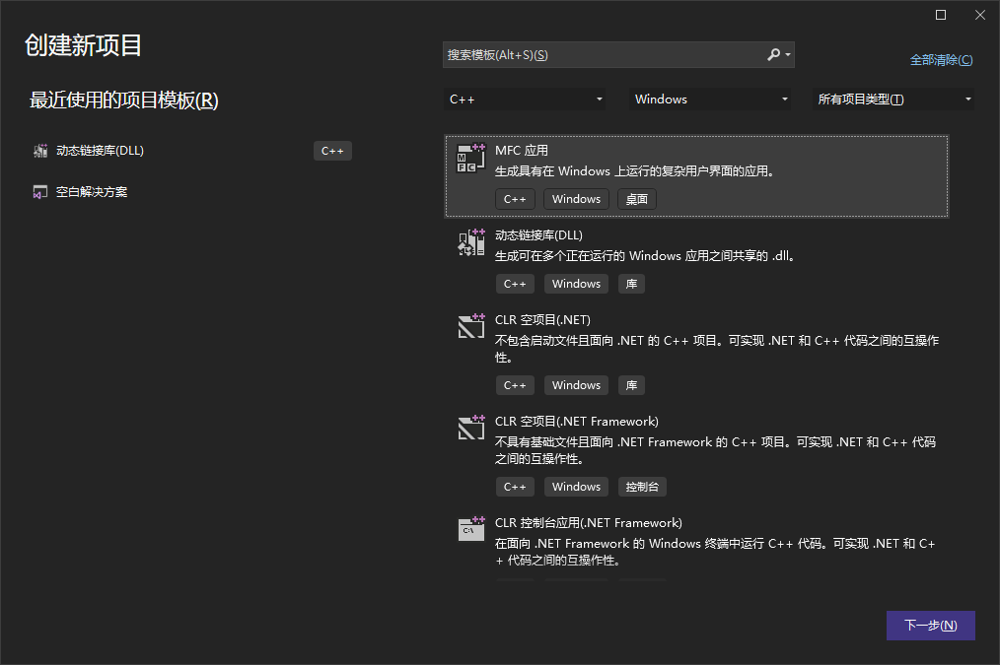 创建新项目
最近使用的项目模板(R)
动态链接库(DLL)
C++
空白解决方案
搜索模板(Alt+S)(S)
全部清除(C)
C++
Windows
所有项目类型(T)
MFC 应用
生成具有在 Windows 上运行的复杂用户界面的应用。
C++ Windows 桌面
动态链接库(DLL)
生成可在多个正在运行的 Windows 应用之间共享的 .dll。
C++ Windows 库
CLR 空项目(.NET)
不包含启动文件且面向 .NET 的 C++ 项目。可实现 .NET 和 C++ 代码之间的互操作
性。
C++ Windows 库
CLR 空项目(.NET Framework)
不具有基础文件且面向 .NET Framework 的 C++ 项目。可实现 .NET 和 C++ 代码
之间的互操作性。
C++ Windows 控制台
CLR 控制台应用(.NET Framework)
在面向 .NET Framework 的 Windows 终端中运行 C++ 代码。可实现 .NET 和 C+
+ 代码之间的互操作性。
下一步(N)